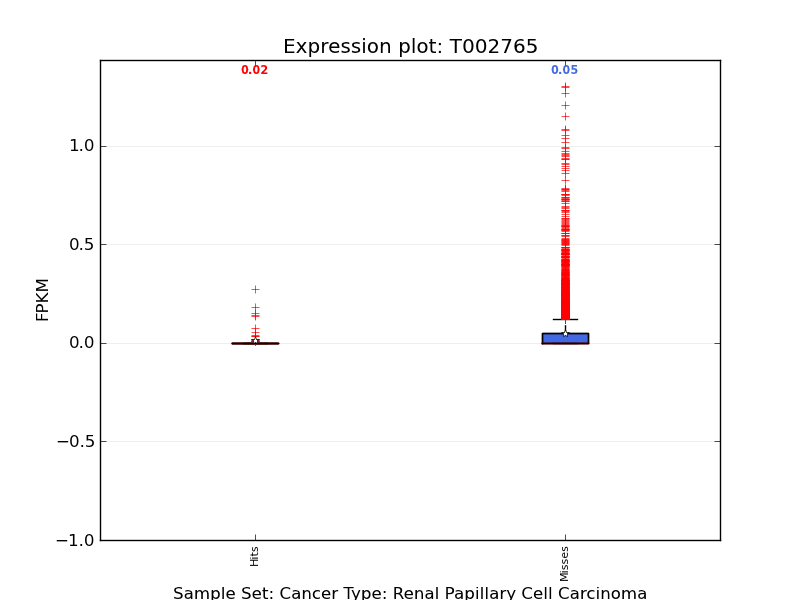 Expression plot: T002765
0.02
0.05
1.0
0.5
0.0
−0.5
−1.0
FPKM
Hits
Misses
Sample Set: Cancer Type: Renal Papillary Cell Carcinoma